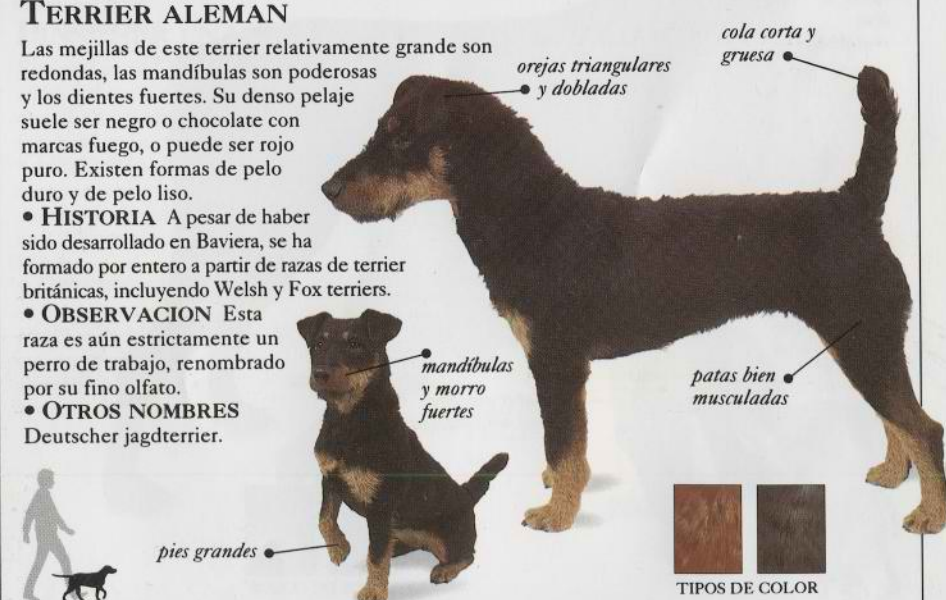 TERRIER ALEMAN
Las mejillas de este terrier relativamente grande son
redondas, las mandíbulas son poderosas
y los dientes fuertes. Su denso pelaje
suele ser negro o chocolate con
marcas fuego, o puede ser rojo
puro. Existen formas de pelo
duro y de pelo liso.
• HISTORIA A pesar de haber
sido desarrollado en Baviera, se ha
formado por entero a partir de razas de terrier
británicas, incluyendo Welsh y Fox terriers.
• OBSERVACION Esta
raza es aún estrictamente un
perro de trabajo, renombrado
por su fino olfato.
• OTROS NOMBRES
Deutscher jagdterrier.
orejas triangulares
y dobladas
cola corta y
gruesa
mandíbulas
y morro
fuertes
patas bien
musculadas
pies grandes
TIPOS DE COLOR